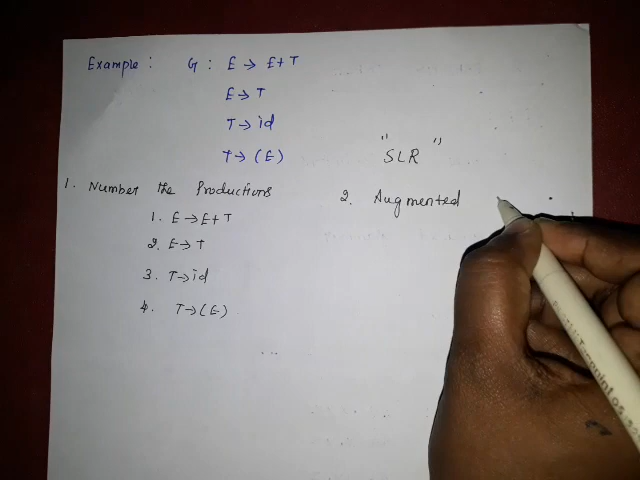 Example : G : E → E + T
E → T
T → id
T → (E)
"SLR"
1. Number the Productions
1. E → E + T
2. E → T
3. T → id
4. T → (E)
2. Augmented